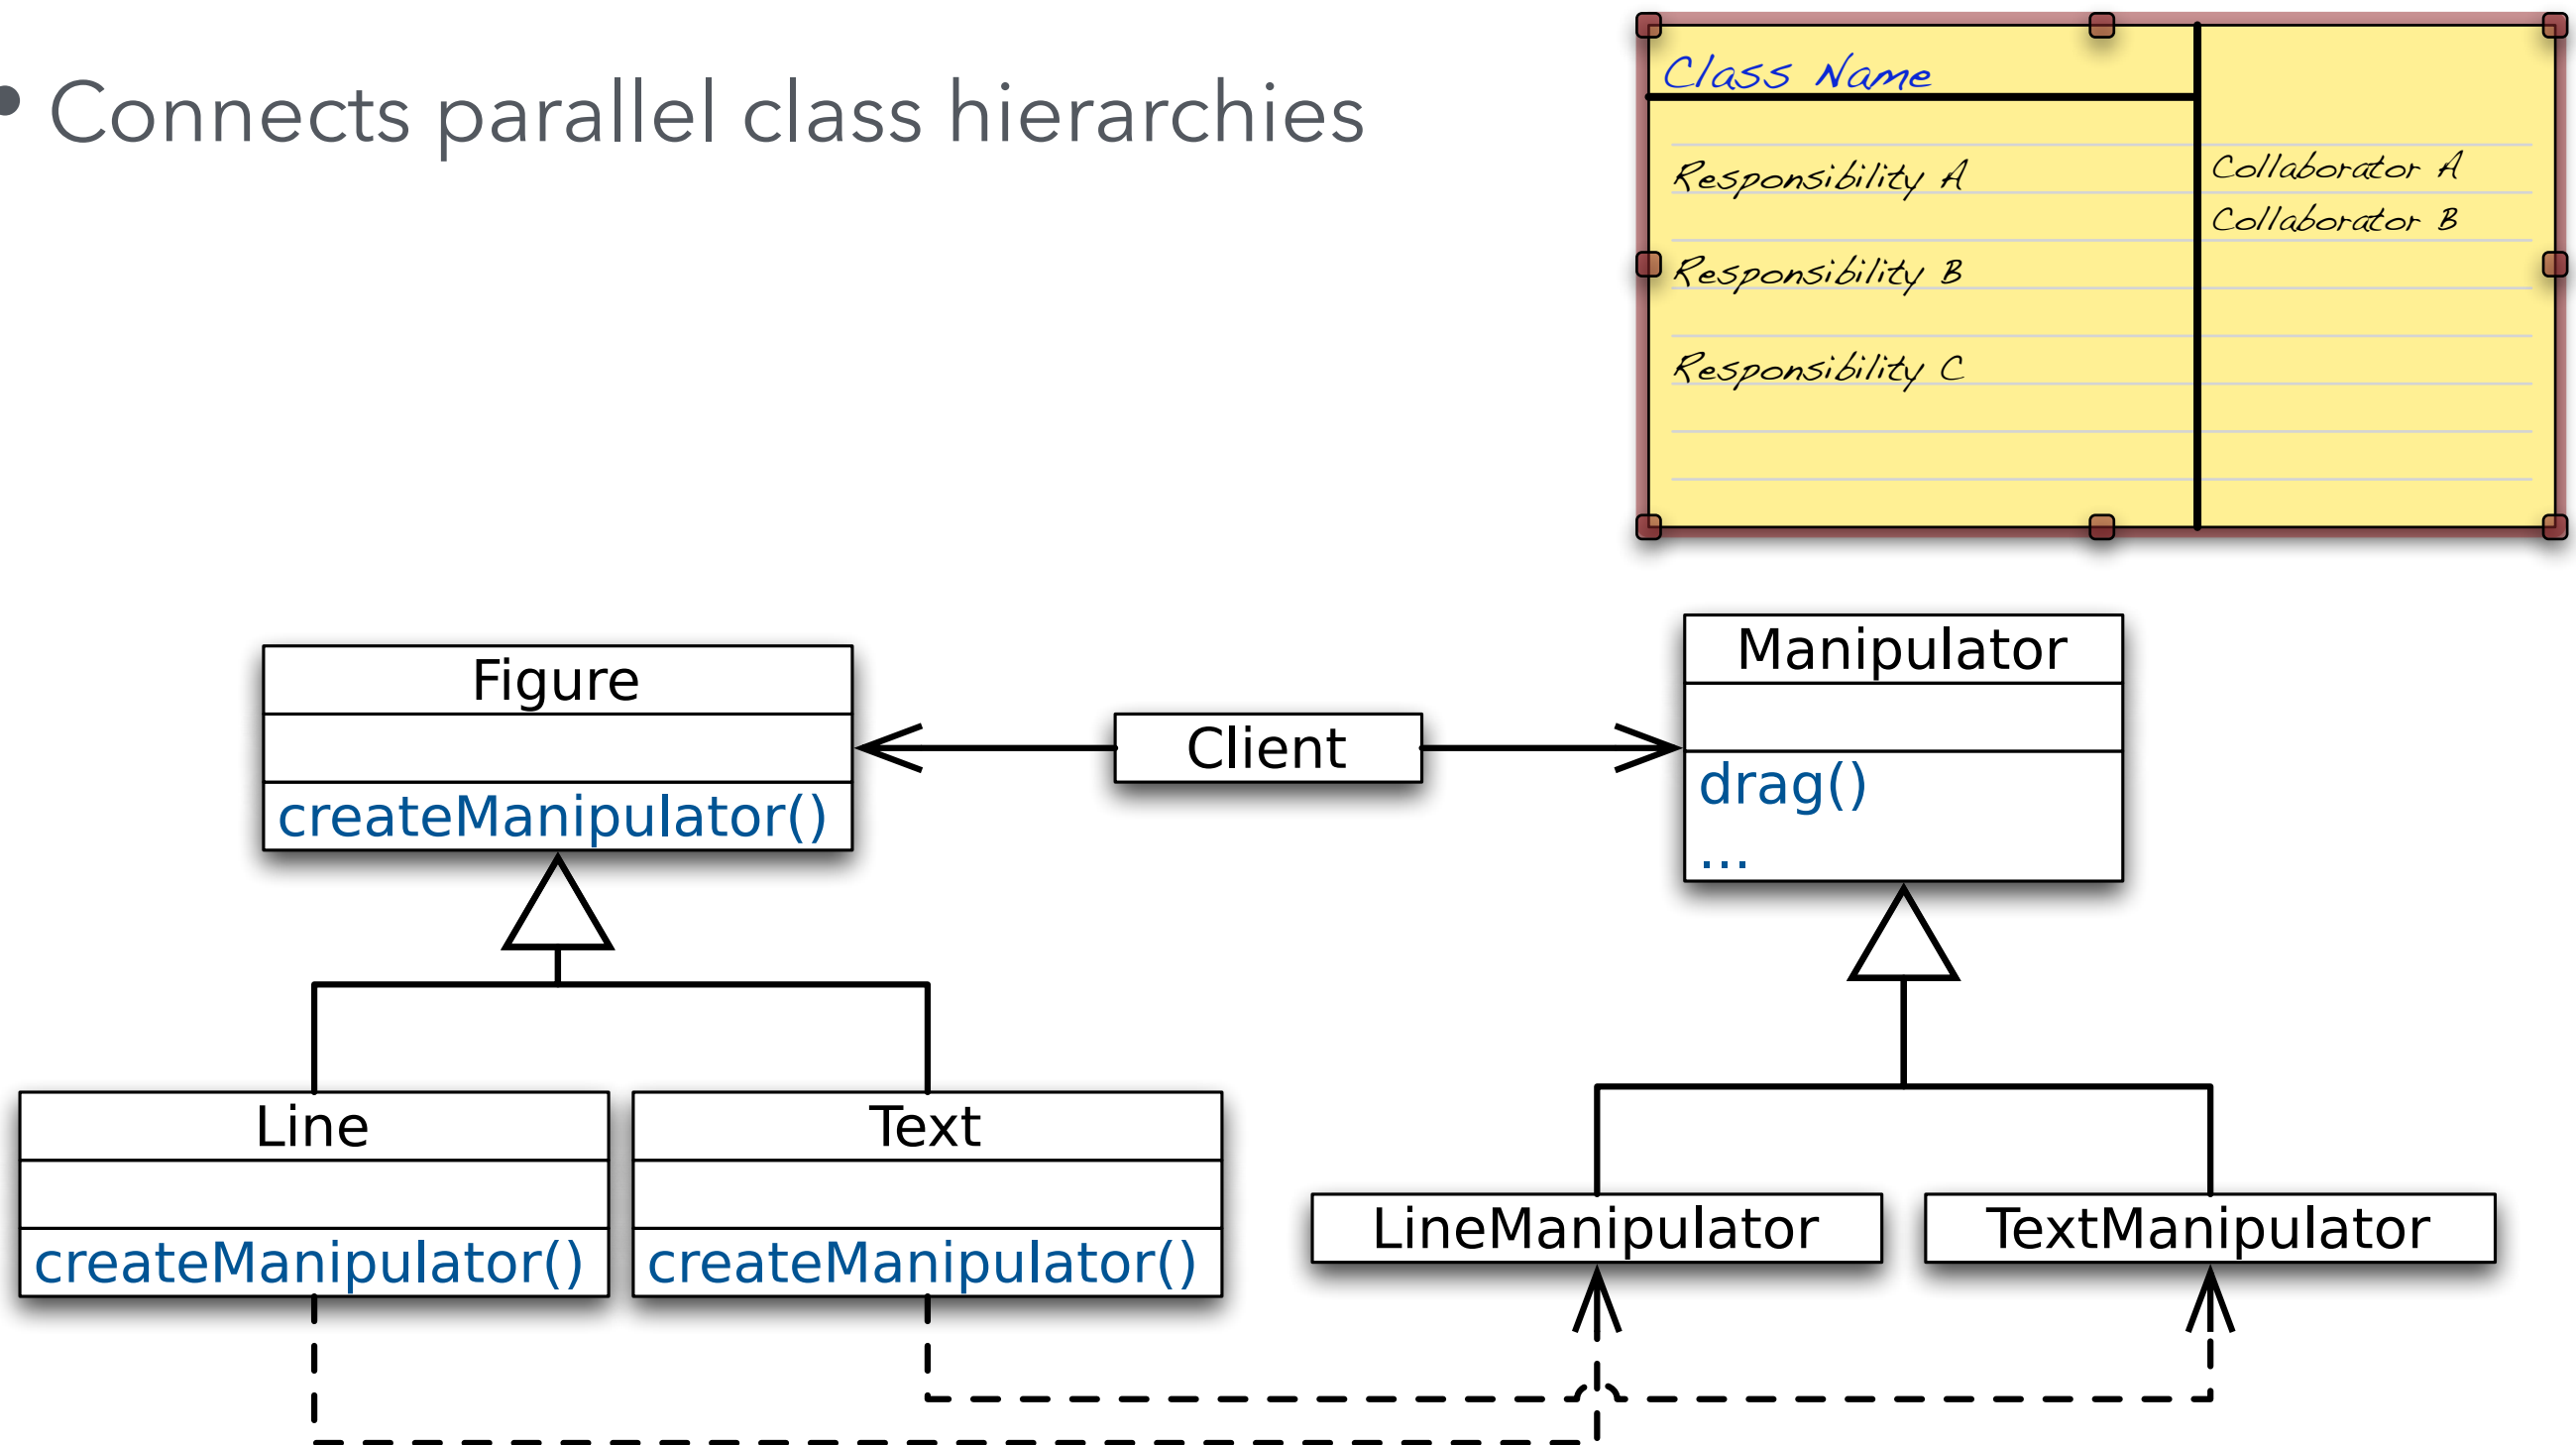 • Connects parallel class hierarchies
Class Name
Responsibility A
Responsibility B
Responsibility C
Collaborator A
Collaborator B
Figure
createManipulator()
Client
Manipulator
drag()
...
Line
createManipulator()
Text
createManipulator()
LineManipulator
TextManipulator